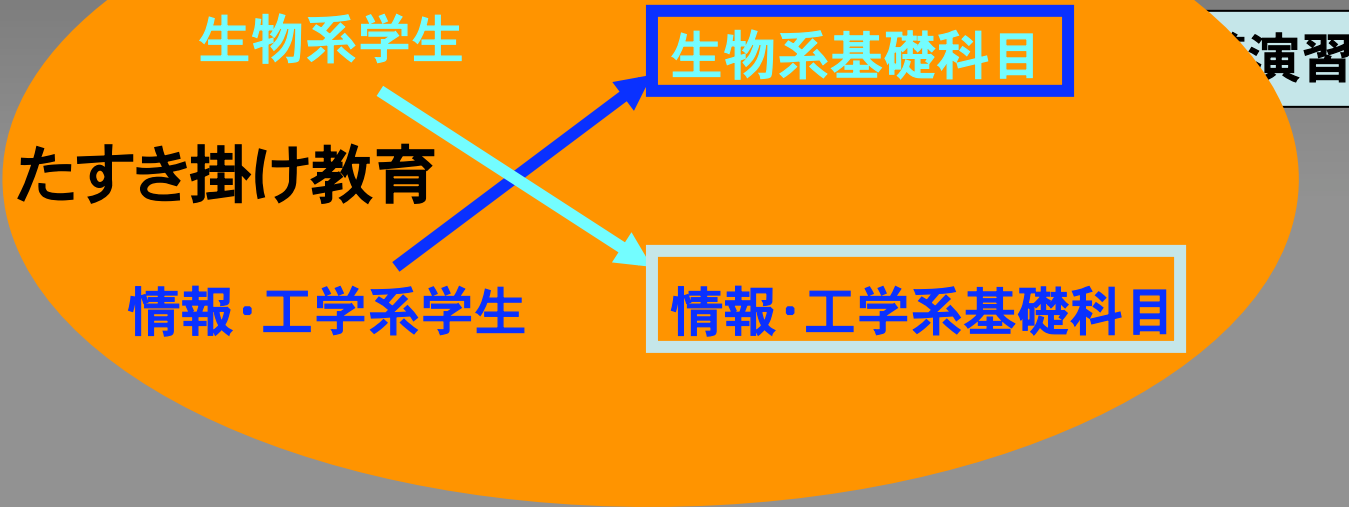 生物系学生
生物系基礎科目
演習
たすき掛け教育
情報・工学系学生
情報・工学系基礎科目